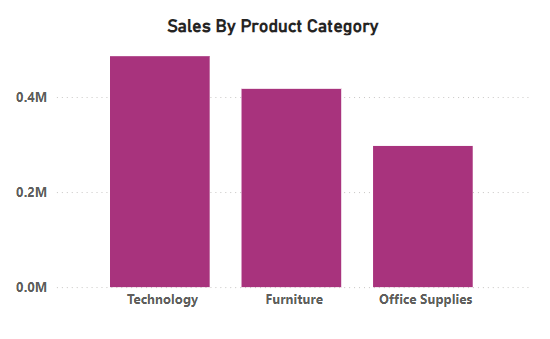 Sales By Product Category
0.4M
0.2M
0.0M
Technology Furniture Office Supplies